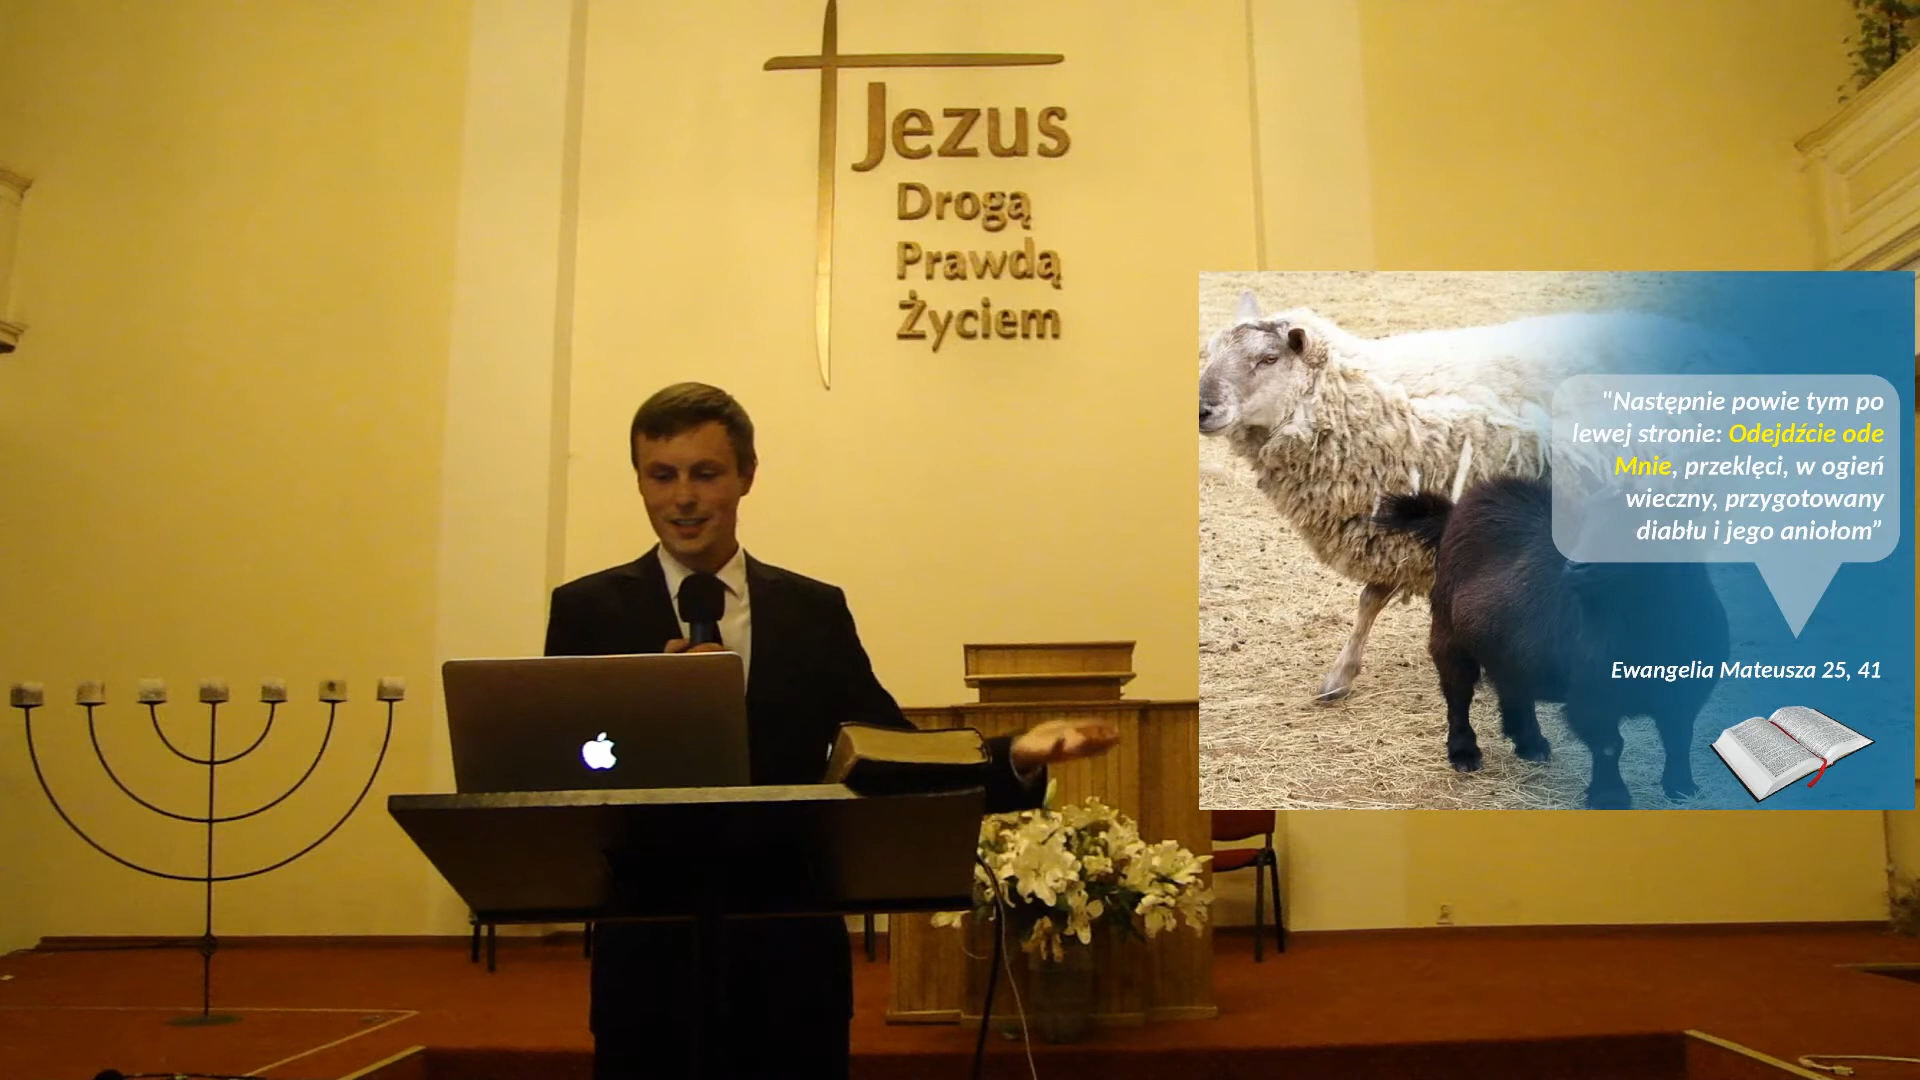 Jezus
Drogą
Prawdą
Życiem
"Następnie powie tym po
lewej stronie: Odejdźcie ode
Mnie, przeklęci, w ogień
wieczny, przygotowany
diabłu i jego aniołom”
Ewangelia Mateusza 25, 41